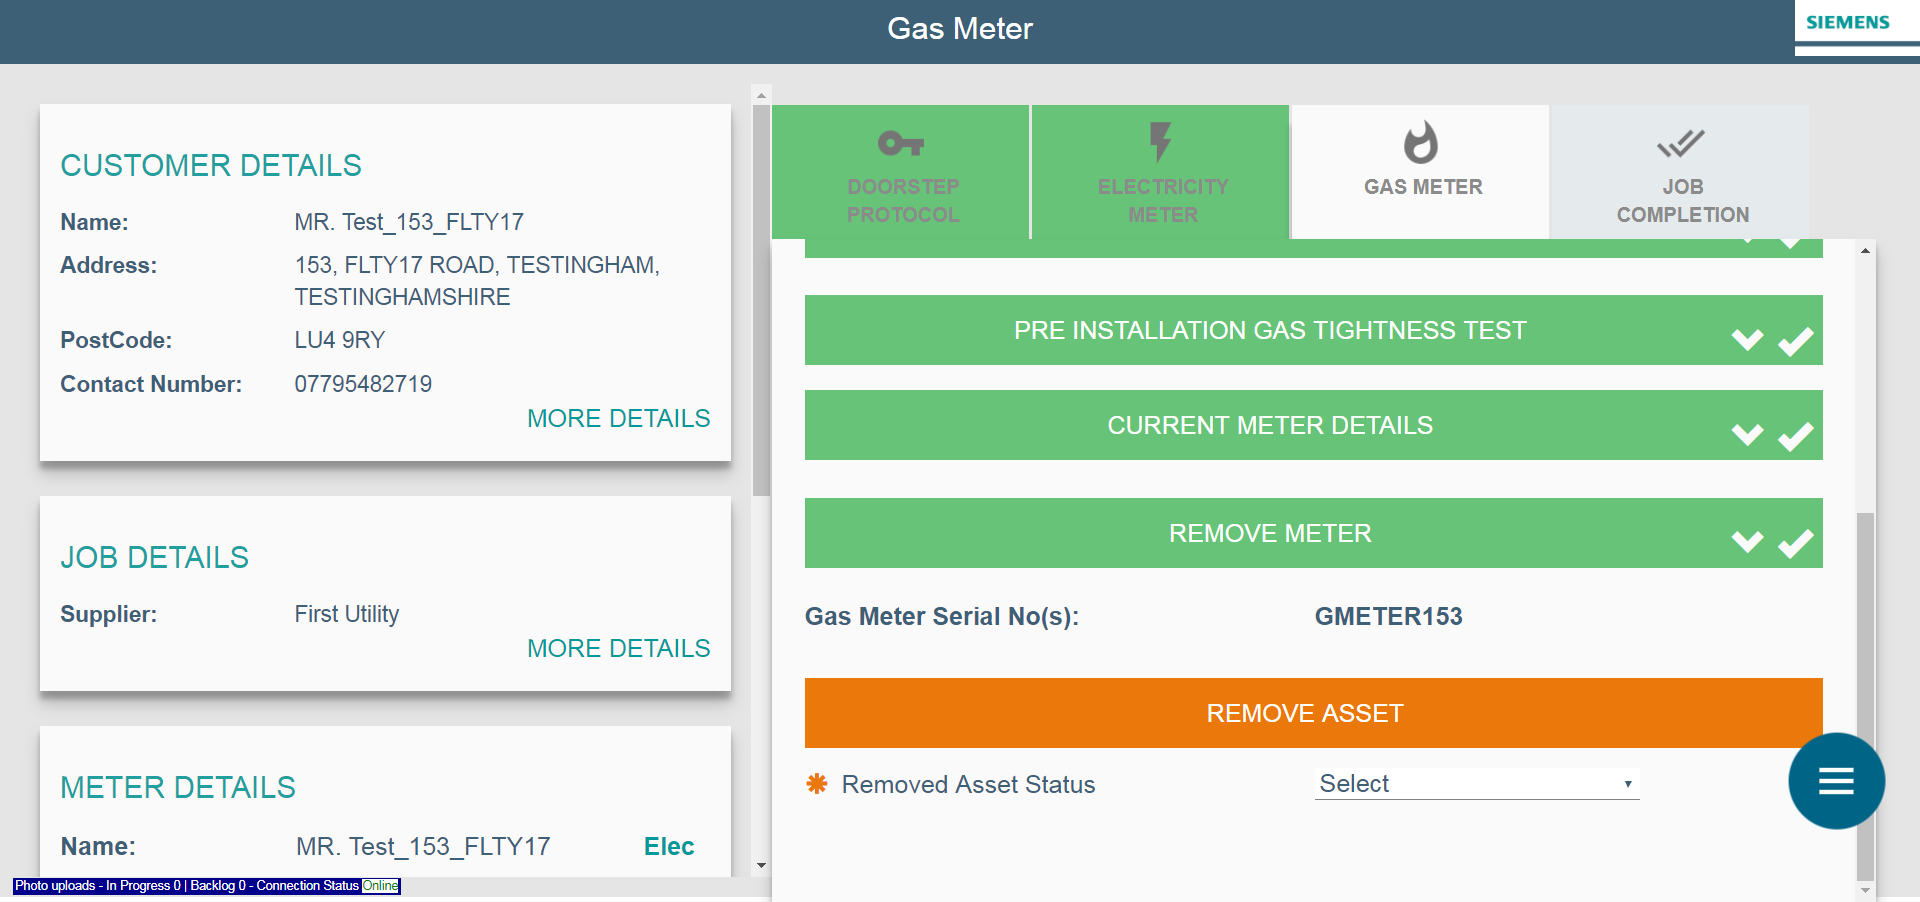 Gas Meter
SIEMENS
CUSTOMER DETAILS
Name: MR. Test_153_FLTY17
Address: 153, FLTY17 ROAD, TESTINGHAM,
TESTINGHAMSHIRE
PostCode: LU4 9RY
Contact Number: 07795482719
MORE DETAILS
JOB DETAILS
Supplier: First Utility
MORE DETAILS
METER DETAILS
Name: MR. Test_153_FLTY17 Elec
Photo uploads - In Progress 0 | Backlog 0 - Connection Status Online
DOORSTEP
PROTOCOL
ELECTRICITY
METER
GAS METER
JOB
COMPLETION
PRE INSTALLATION GAS TIGHTNESS TEST
CURRENT METER DETAILS
REMOVE METER
Gas Meter Serial No(s): GMETER153
REMOVE ASSET
✱ Removed Asset Status Select